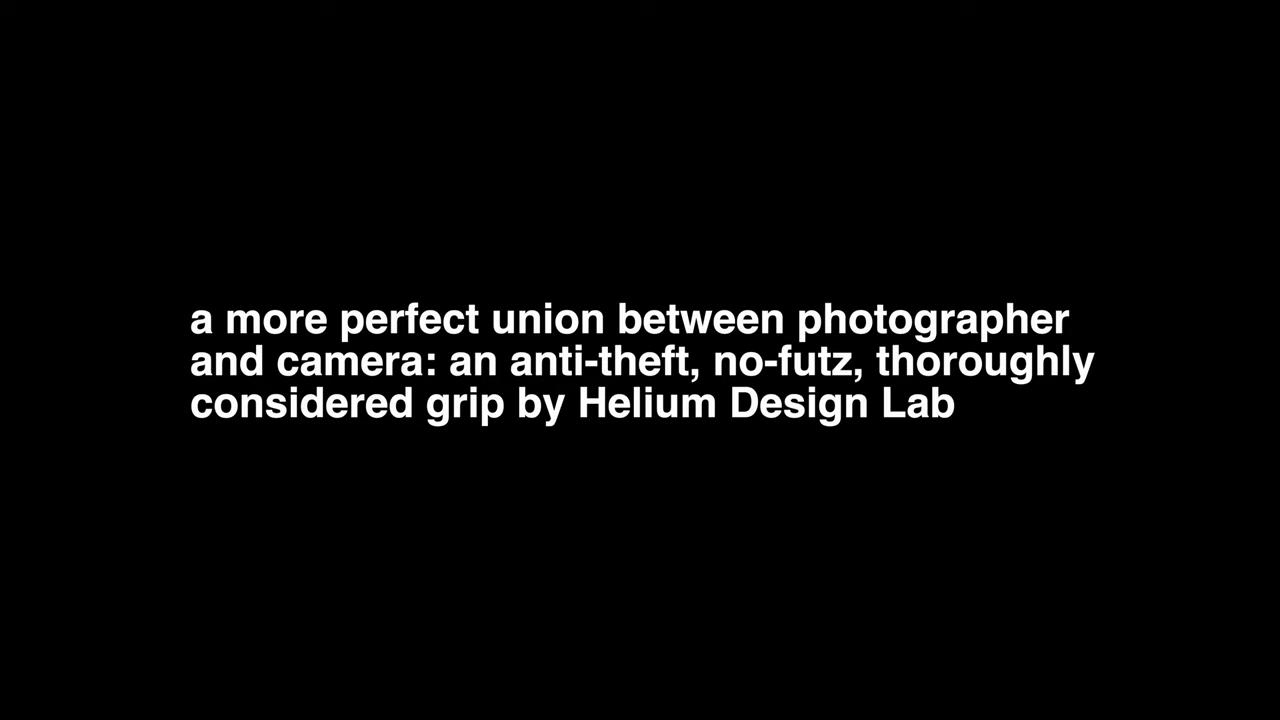 a more perfect union between photographer
and camera: an anti-theft, no-futz, thoroughly
considered grip by Helium Design Lab